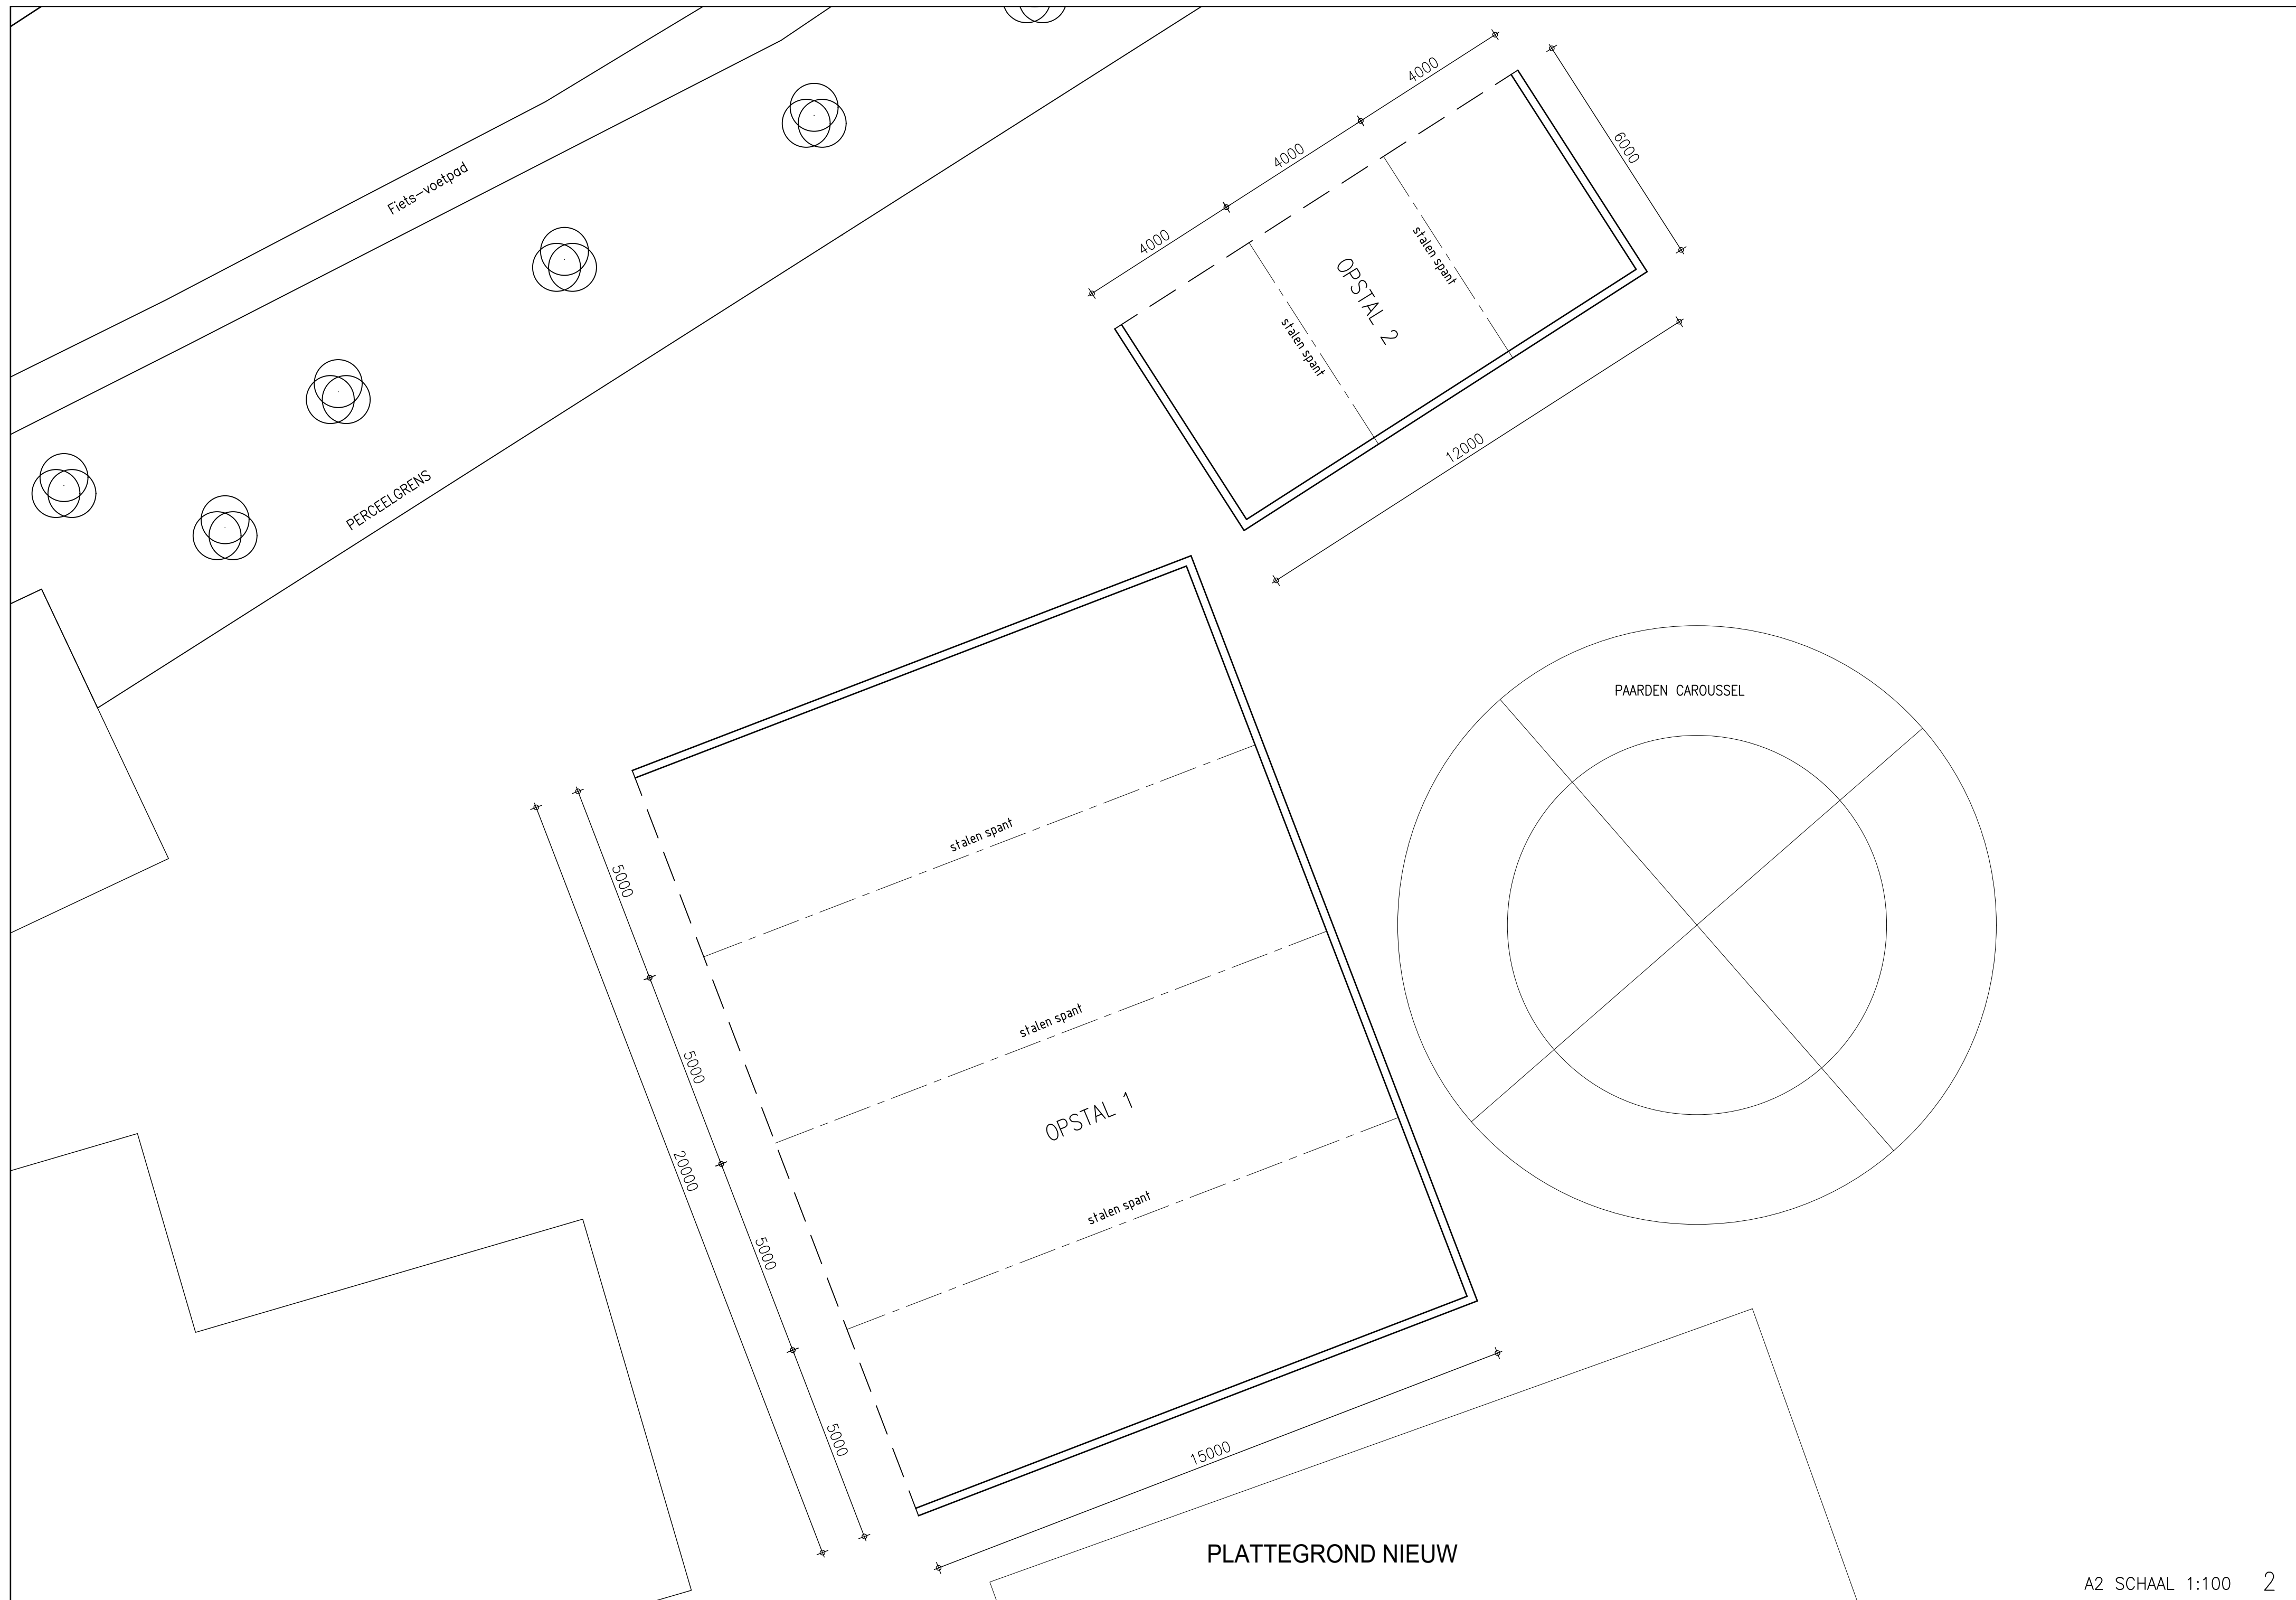 Fiets-voetpad
PERCEELGRENS
4000
4000
4000
6000
stalen spant
OPSTAL 2
stalen spant
12000
PAARDEN CAROUSSEL
stalen spant
5000
stalen spant
5000
OPSTAL 1
20000
stalen spant
5000
5000
15000
PLATTEGROND NIEUW
A2 SCHAAL 1:100 2